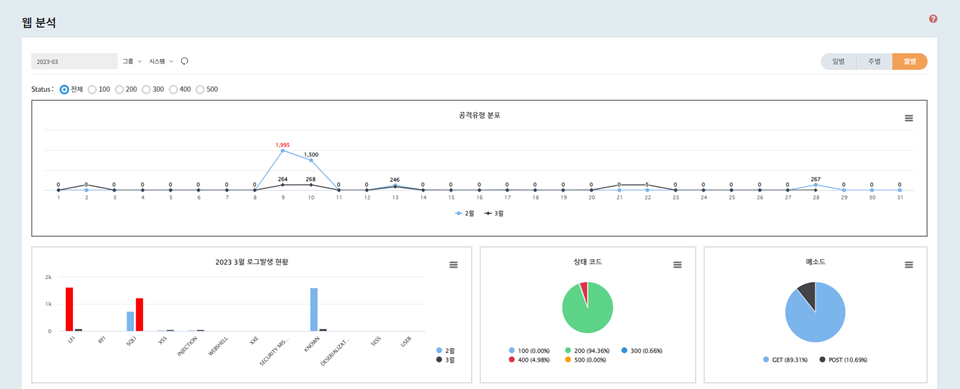 웹 분석
2023-03 그룹 시스템 일별 주별 월별
Status : 전체 100 200 300 400 500
공격유형 분포
1,995
1,500
0 0 0 0 0 0 0 264 268 0 0 246 0 0 0 0 0 0 0 0 0 5 0 0 0 0 0 267 0 0 0
1 2 3 4 5 6 7 8 9 10 11 12 13 14 15 16 17 18 19 20 21 22 23 24 25 26 27 28 29 30 31
2월 3월
2023 3월 로그발생 현황
2k
1k
0
LFI RFI SQLI XSS INJECTION WEBSHELL XXE SECURITY MIS... KNOWN DESERIALIZAT... SESS USER
2월
3월
상태 코드
100 (0.00%) 200 (94.36%) 300 (0.66%)
400 (4.98%) 500 (0.00%)
메소드
GET (89.31%) POST (10.69%)